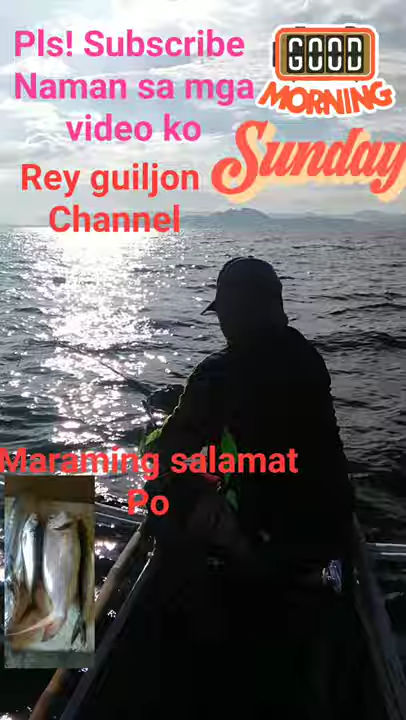 Pls! Subscribe
Naman sa mga
video ko
GOOD
MORNING
Sunday
Rey guiljon
Channel
Maraming salamat
Po